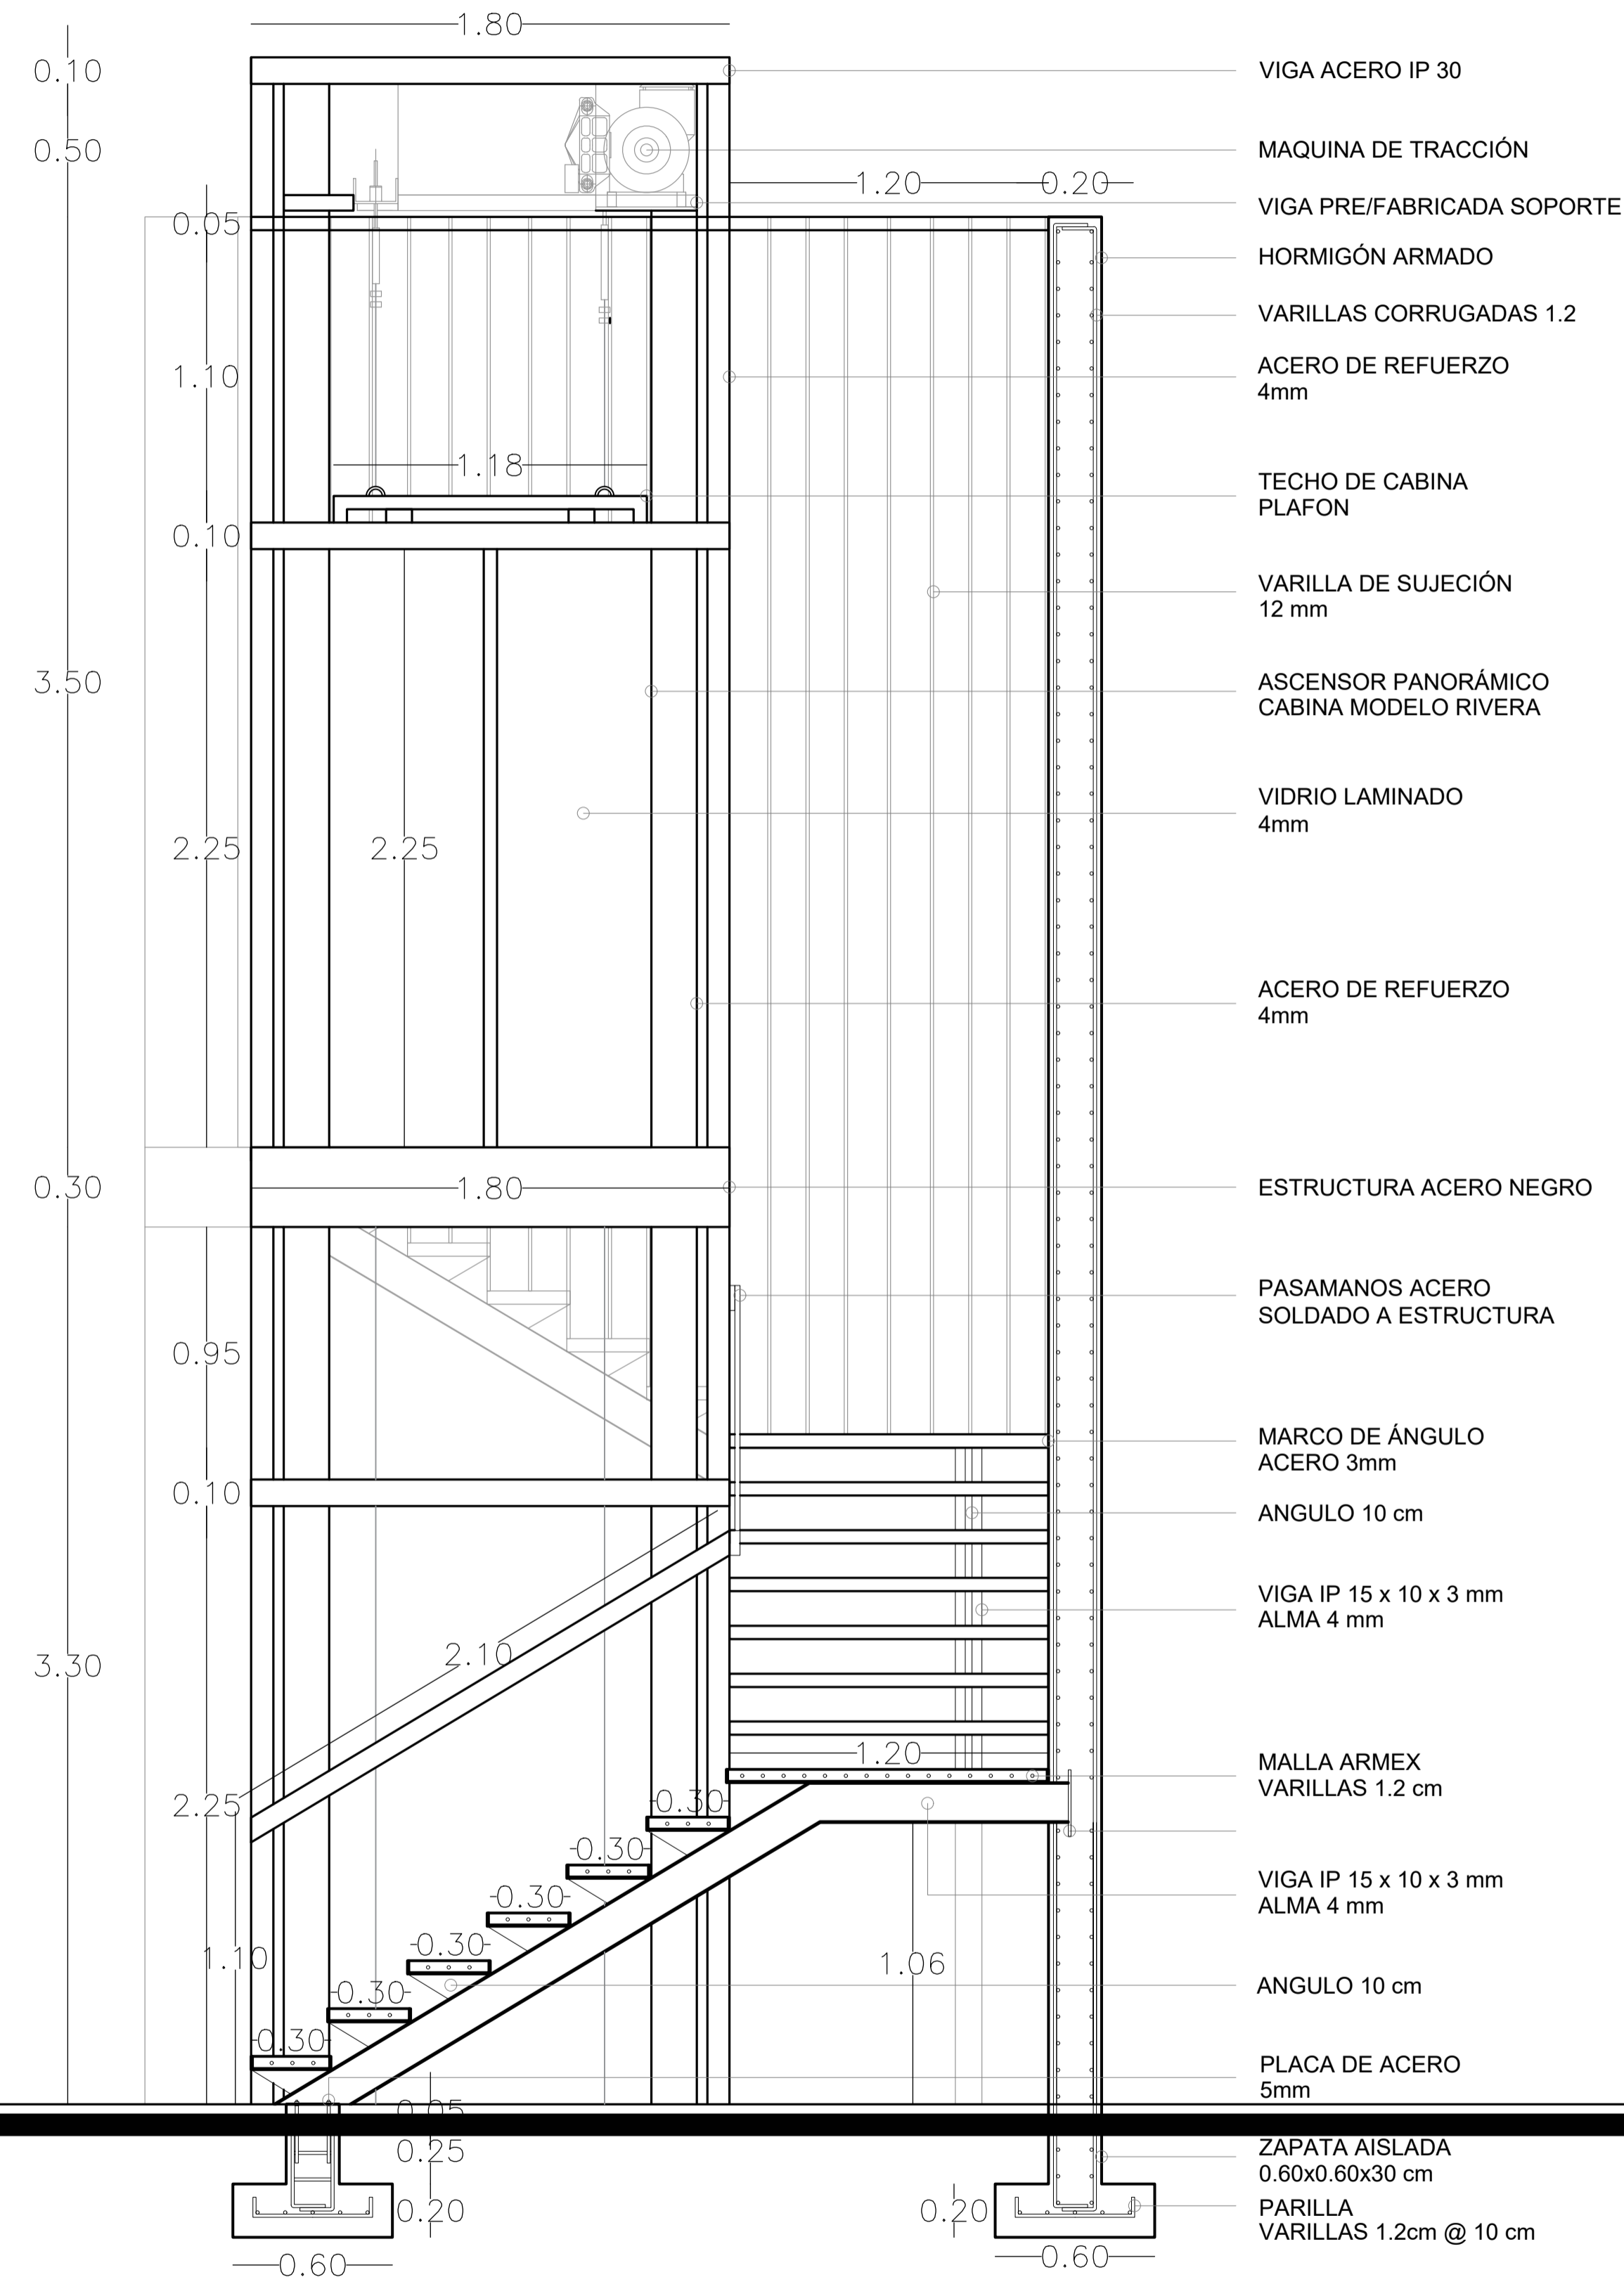 1.80
0.10
VIGA ACERO IP 30
0.50
MAQUINA DE TRACCIÓN
1.20
0.20
VIGA PRE/FABRICADA SOPORTE
0.05
HORMIGÓN ARMADO
VARILLAS CORRUGADAS 1.2
1.10
ACERO DE REFUERZO
4mm
1.18
TECHO DE CABINA
PLAFON
0.10
VARILLA DE SUJECIÓN
12 mm
3.50
ASCENSOR PANORÁMICO
CABINA MODELO RIVERA
VIDRIO LAMINADO
4mm
2.25
2.25
ACERO DE REFUERZO
4mm
0.30
1.80
ESTRUCTURA ACERO NEGRO
PASAMANOS ACERO
SOLDADO A ESTRUCTURA
0.95
MARCO DE ÁNGULO
ACERO 3mm
0.10
ANGULO 10 cm
VIGA IP 15 x 10 x 3 mm
ALMA 4 mm
2.10
3.30
1.20
MALLA ARMEX
VARILLAS 1.2 cm
2.25
0.30
0.30
VIGA IP 15 x 10 x 3 mm
ALMA 4 mm
0.30
0.30
1.10
1.06
ANGULO 10 cm
0.30
0.30
PLACA DE ACERO
5mm
0.05
0.25
ZAPATA AISLADA
0.60x0.60x30 cm
0.20
0.20
PARILLA
VARILLAS 1.2cm @ 10 cm
0.60
0.60